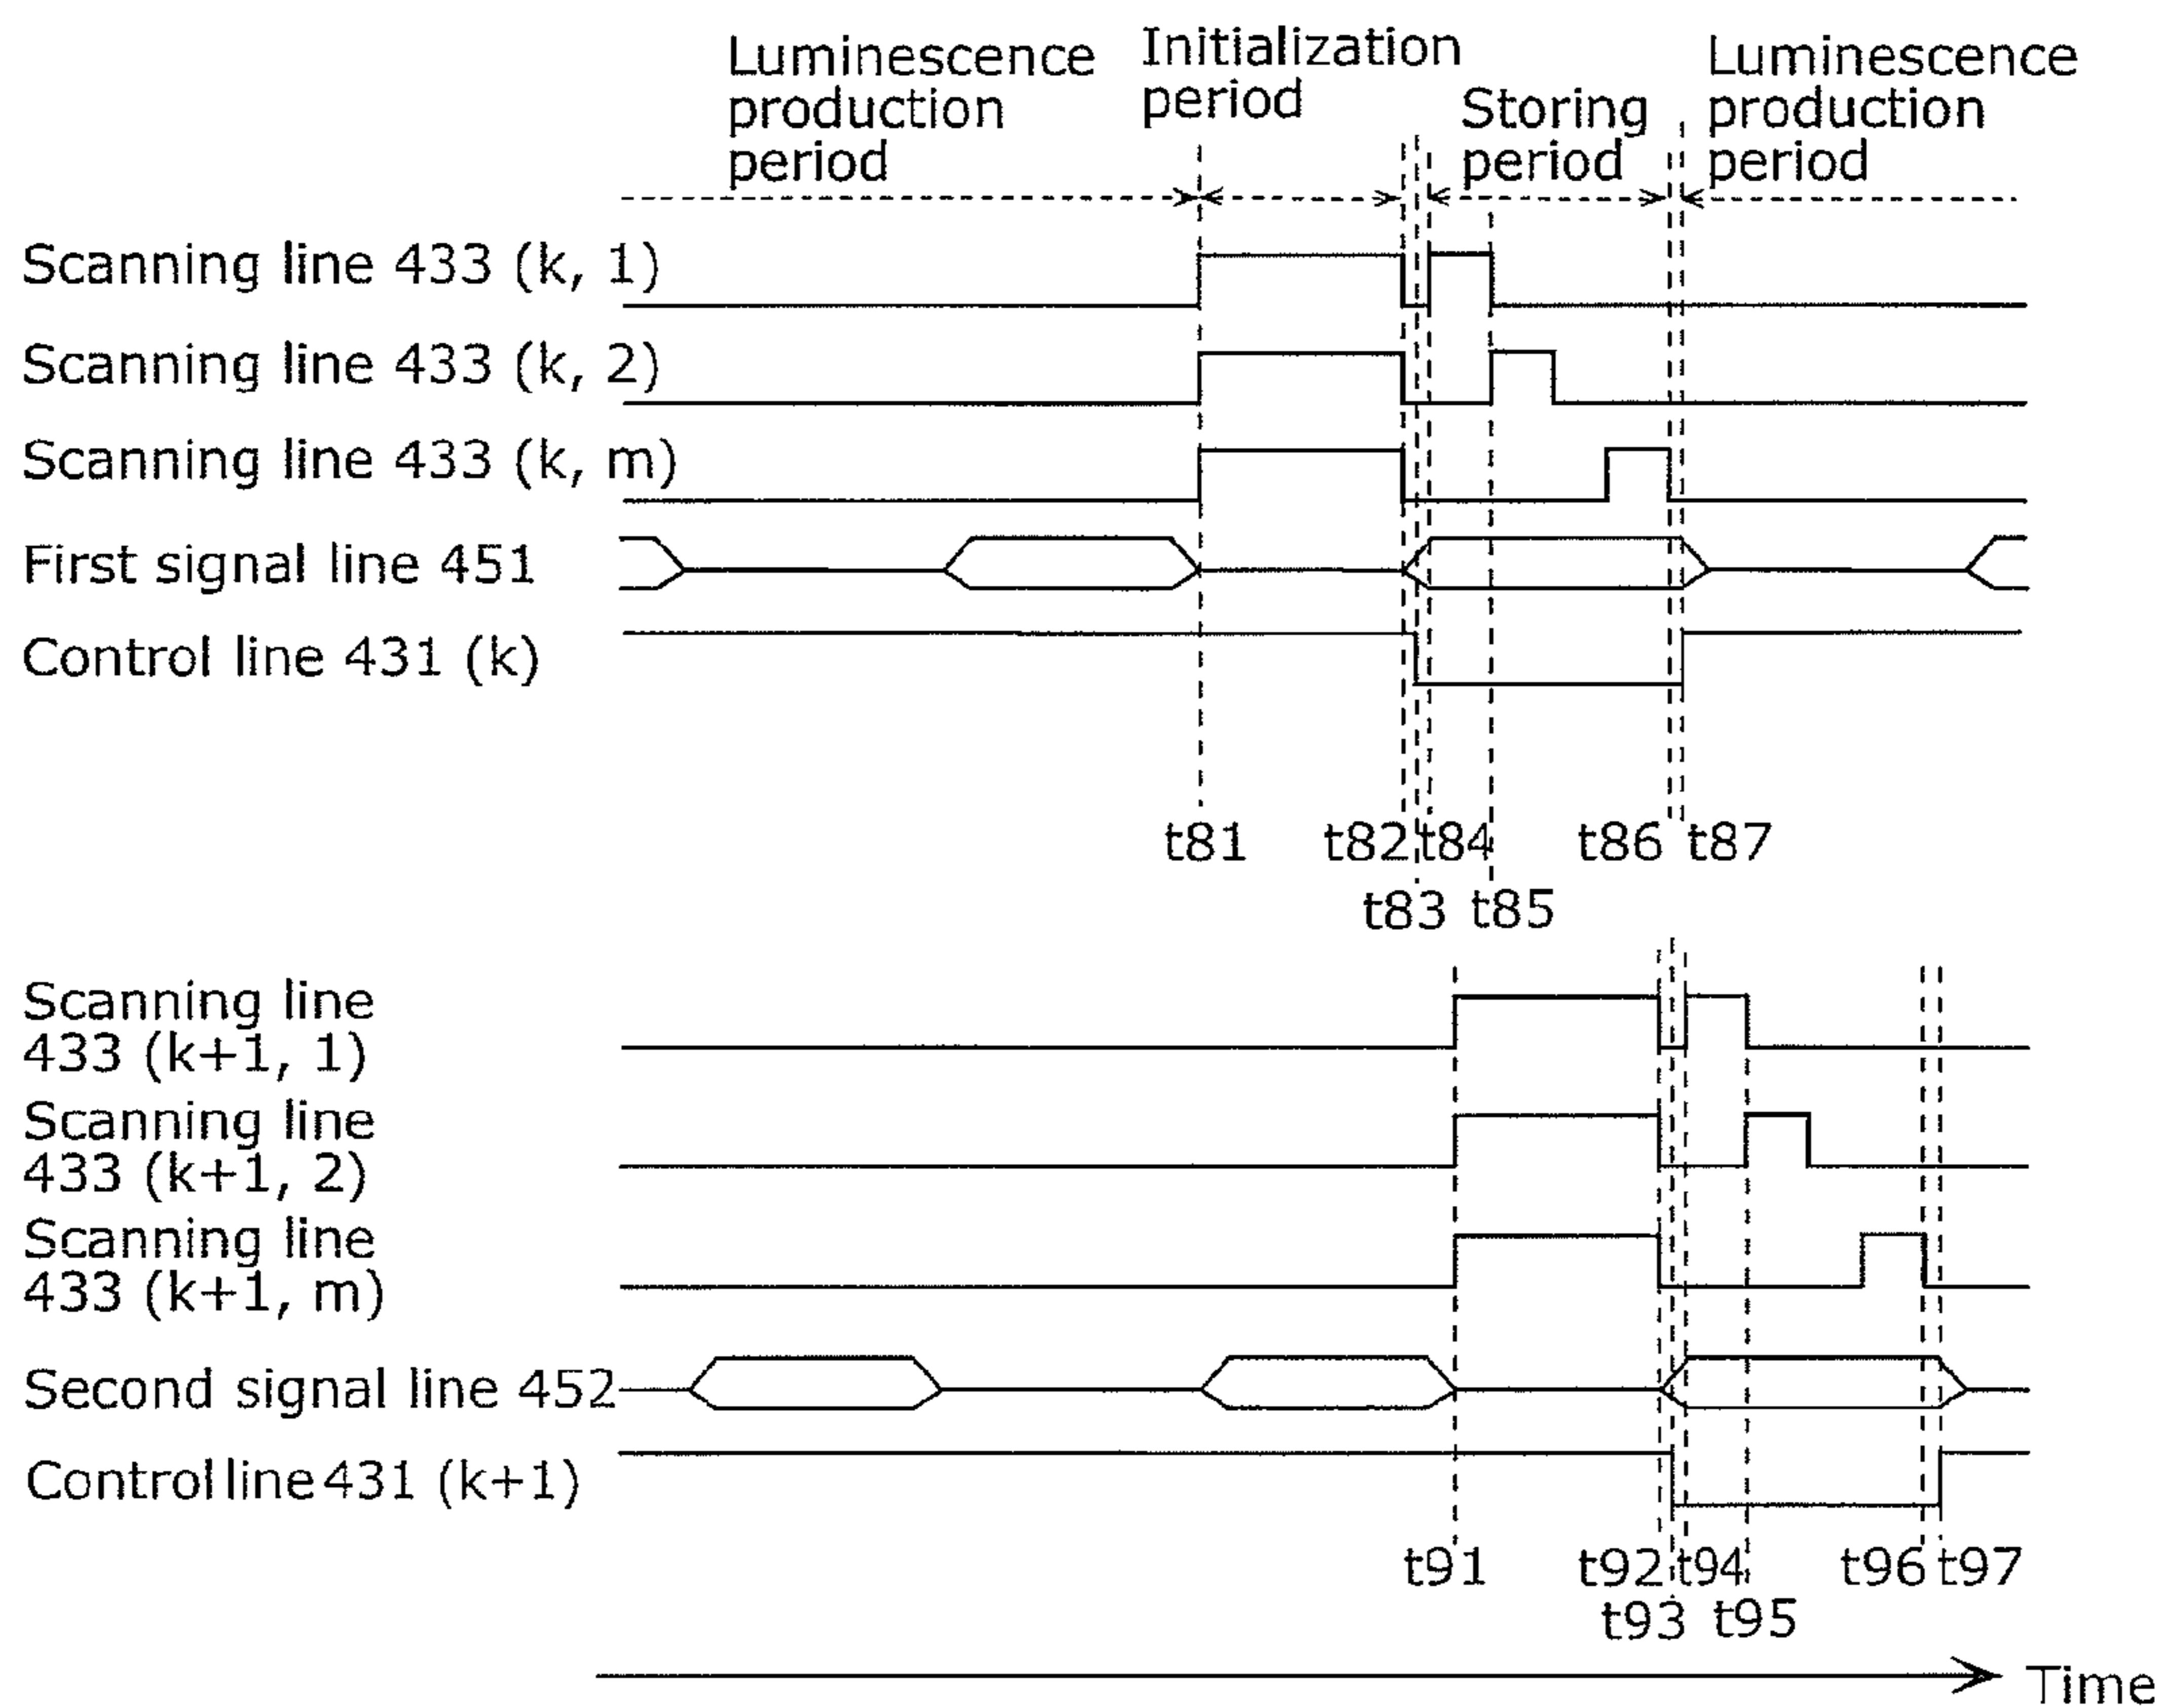 Luminescence
production
period
Initialization
period
Storing
period
Luminescence
production
period
Scanning line 433 (k, 1)
Scanning line 433 (k, 2)
Scanning line 433 (k, m)
First signal line 451
Control line 431 (k)
t81
t82
t84
t86
t87
t83
t85
Scanning line
433 (k+1, 1)
Scanning line
433 (k+1, 2)
Scanning line
433 (k+1, m)
Second signal line 452
Control line 431 (k+1)
t91
t92
t94
t96
t97
t93
t95
Time